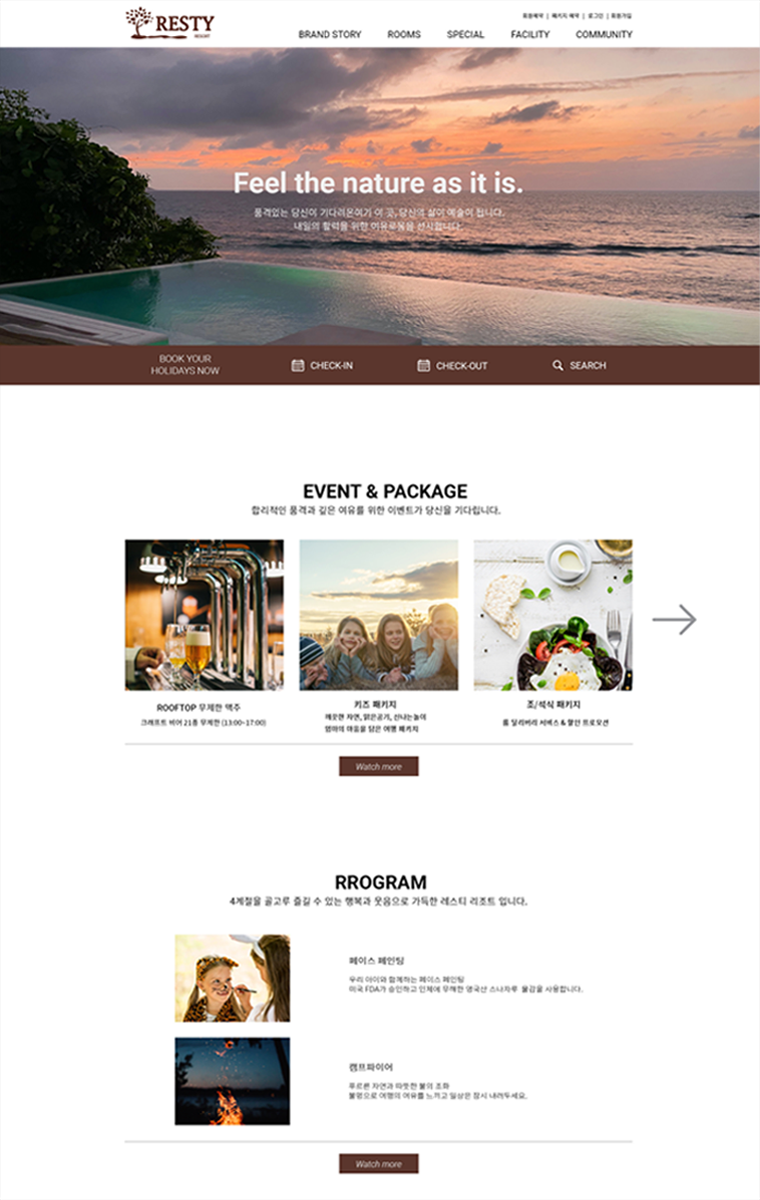 RESTY
RESORT
회원혜약 | 패키지 예약 | 로그인 | 회원가입
BRAND STORY ROOMS SPECIAL FACILITY COMMUNITY
Feel the nature as it is.
품격있는 당신이 기다려온여기 이 곳, 당신의 삶이 예술이 됩니다.
내일의 활력을 위한 여유로움을 선사합니다.
BOOK YOUR
HOLIDAYS NOW
CHECK-IN
CHECK-OUT
SEARCH
EVENT & PACKAGE
합리적인 품격과 깊은 여유를 위한 이벤트가 당신을 기다립니다.
ROOFTOP 무제한 맥주
크래프트 비어 21종 무제한 (13:00~17:00)
키즈 패키지
깨끗한 자연, 맑은공기, 신나는놀이
엄마의 마음을 담은 여행 패키지
조/석식 패키지
룸 딜리버리 서비스 & 할인 프로모션
Watch more
RROGRAM
4계절을 골고루 즐길 수 있는 행복과 웃음으로 가득한 레스티 리조트 입니다.
페이스 페인팅
우리 아이와 함께하는 페이스 페인팅
미국 FDA가 승인하고 인체에 무해한 영국산 스나자루 물감을 사용합니다.
캠프파이어
푸르른 자연과 따뜻한 불의 조화
불멍으로 여행의 여유를 느끼고 일상은 잠시 내려두세요.
Watch more